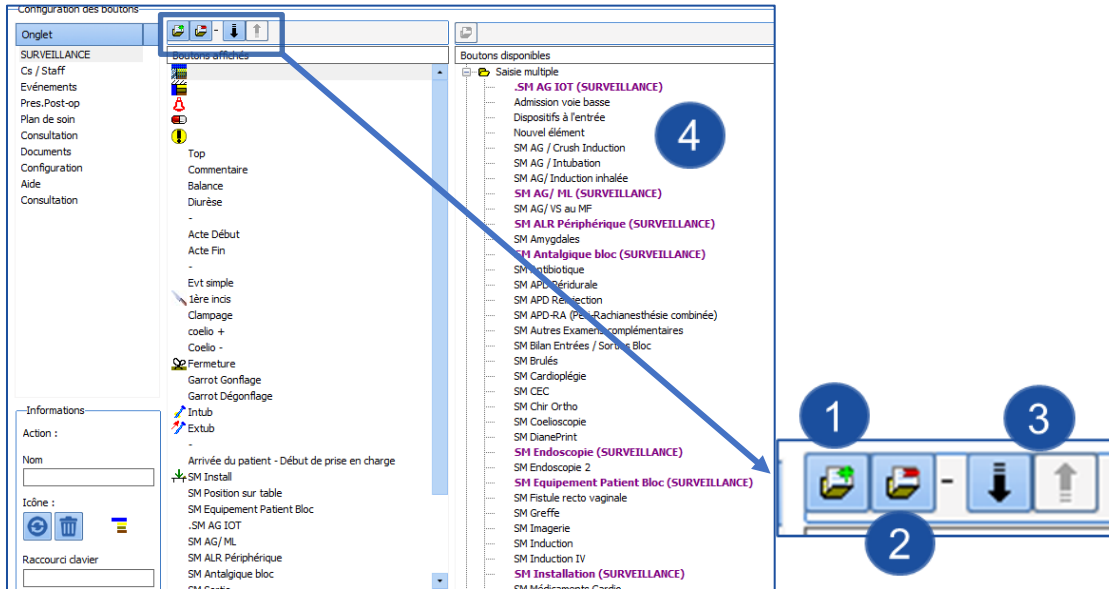 Configuration des boutons
Onglet
SURVEILLANCE
Cs / Staff
Evénements
Pres.Post-op
Plan de soin
Consultation
Documents
Configuration
Aide
Consultation
Informations
Action :
Nom
Icône :
Raccourci clavier
-
Boutons affichés
Top
Commentaire
Balance
Diurèse
-
Acte Début
Acte Fin
-
Evt simple
1ère incis
Clampage
coelio +
Coelio -
Fermeture
Garrot Gonflage
Garrot Dégonflage
Intub
Extub
-
Arrivée du patient - Début de prise en charge
SM Install
SM Position sur table
SM Equipement Patient Bloc
.SM AG IOT
SM AG/ ML
SM ALR Périphérique
SM Antalgique bloc
SM Sortie
Boutons disponibles
Saisie multiple
.SM AG IOT (SURVEILLANCE)
Admission voie basse
Dispositifs à l'entrée
Nouvel élément
SM AG / Crush Induction
SM AG / Intubation
SM AG/ Induction inhalée
SM AG/ ML (SURVEILLANCE)
SM AG/ VS au MF
SM ALR Périphérique (SURVEILLANCE)
SM Amygdales
SM Antalgique bloc (SURVEILLANCE)
SM Antibiotique
SM APD Péridurale
SM APD Réinjection
SM APD-RA (Péri-Rachianesthésie combinée)
SM Autres Examens complémentaires
SM Bilan Entrées / Sorties Bloc
SM Brulés
SM Cardioplégie
SM CEC
SM Chir Ortho
SM Coelioscopie
SM DianePrint
SM Endoscopie (SURVEILLANCE)
SM Endoscopie 2
SM Equipement Patient Bloc (SURVEILLANCE)
SM Fistule recto vaginale
SM Greffe
SM Imagerie
SM Induction
SM Induction IV
SM Installation (SURVEILLANCE)
SM Médicaments Cardio
4
1
3
-
2